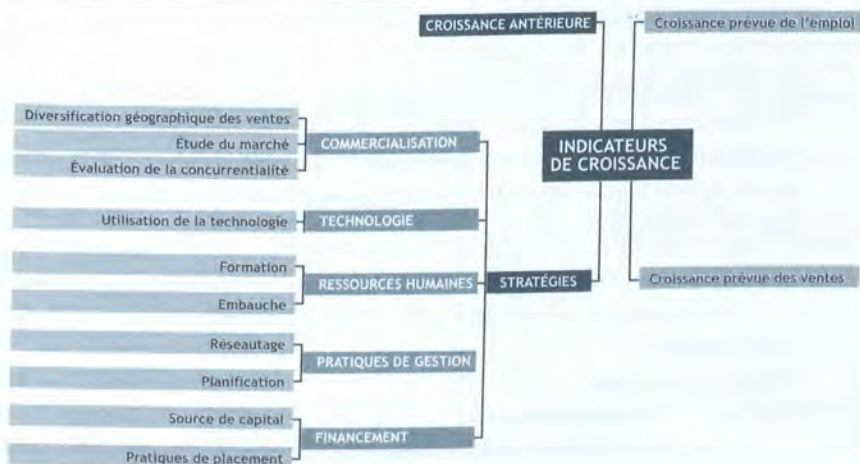 CROISSANCE ANTÉRIEURE
Croissance prévue de l'emploi
Diversification géographique des ventes
Étude du marché
Évaluation de la concurrentialité
COMMERCIALISATION
INDICATEURS
DE CROISSANCE
Utilisation de la technologie
TECHNOLOGIE
Formation
Embauche
RESSOURCES HUMAINES
STRATÉGIES
Croissance prévue des ventes
Réseautage
Planification
PRATIQUES DE GESTION
Source de capital
Pratiques de placement
FINANCEMENT